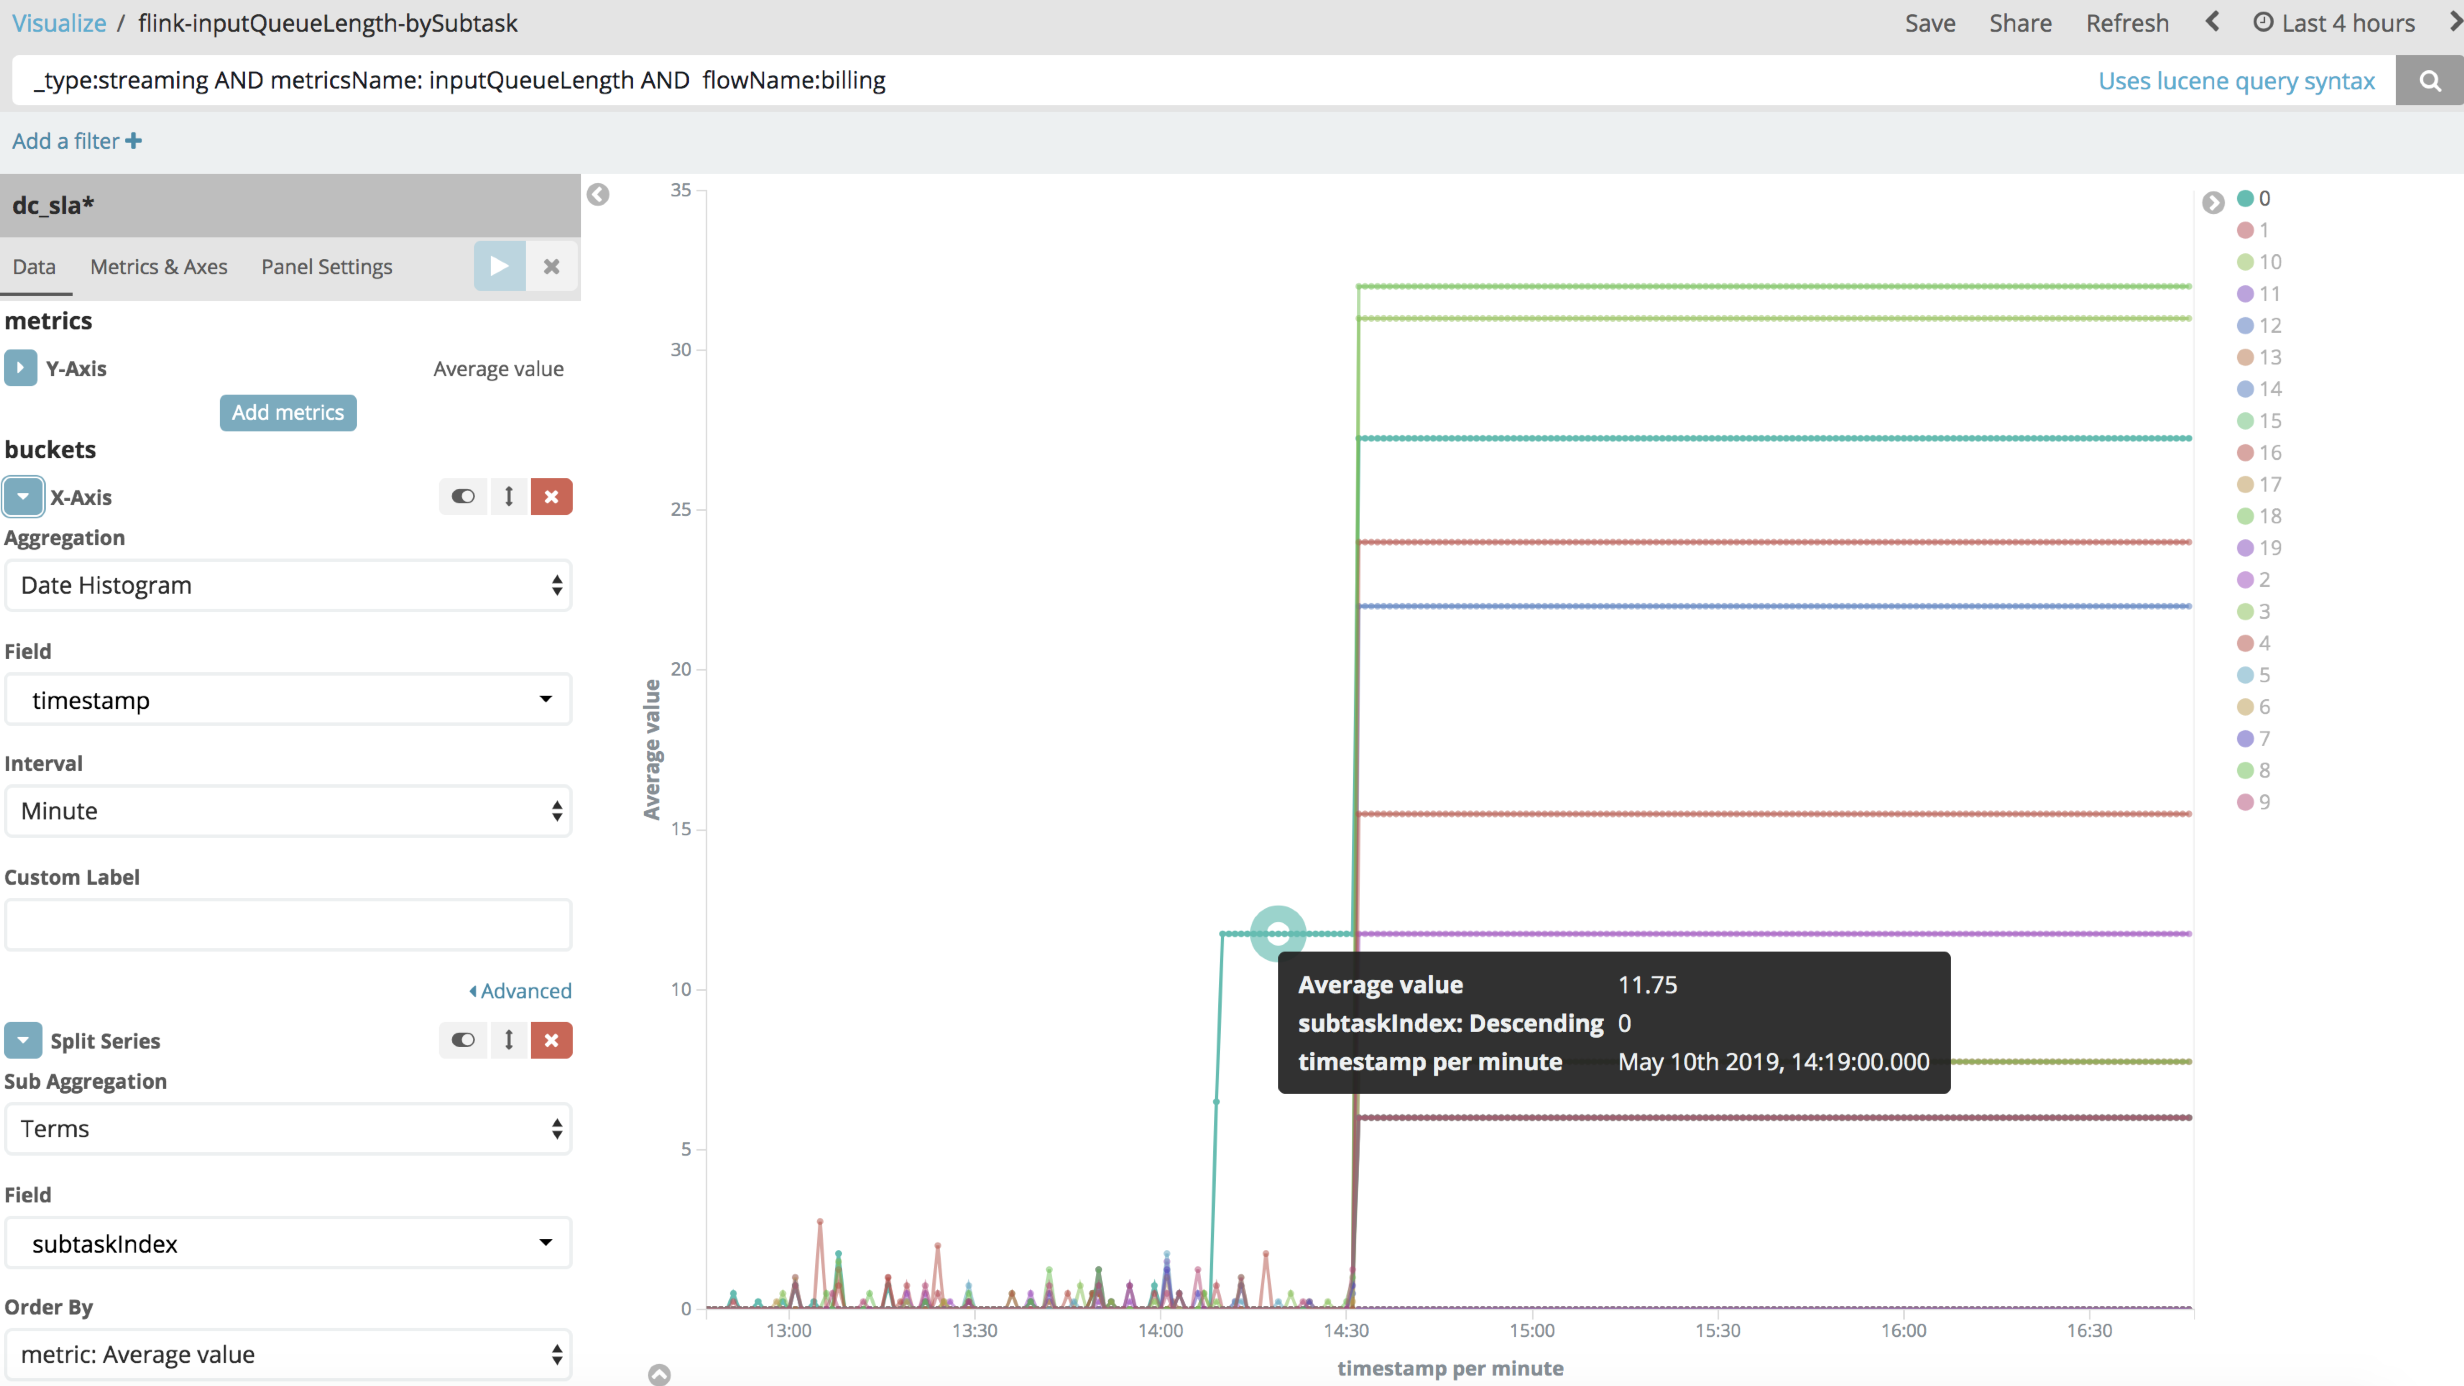 Visualize / flink-inputQueueLength-bySubtask
Save Share Refresh Last 4 hours
_type:streaming AND metricsName: inputQueueLength AND  flowName:billing
Uses lucene query syntax
Add a filter
dc_sla*
Data Metrics & Axes Panel Settings
metrics
Y-Axis Average value
Add metrics
buckets
X-Axis
Aggregation
Date Histogram
Field
timestamp
Interval
Minute
Custom Label
Advanced
Split Series
Sub Aggregation
Terms
Field
subtaskIndex
Order By
metric: Average value
Average value
35
30
25
20
15
10
5
0
13:00 13:30 14:00 14:30 15:00 15:30 16:00 16:30
timestamp per minute
Average value 11.75
subtaskIndex: Descending 0
timestamp per minute May 10th 2019, 14:19:00.000
0
1
10
11
12
13
14
15
16
17
18
19
2
3
4
5
6
7
8
9